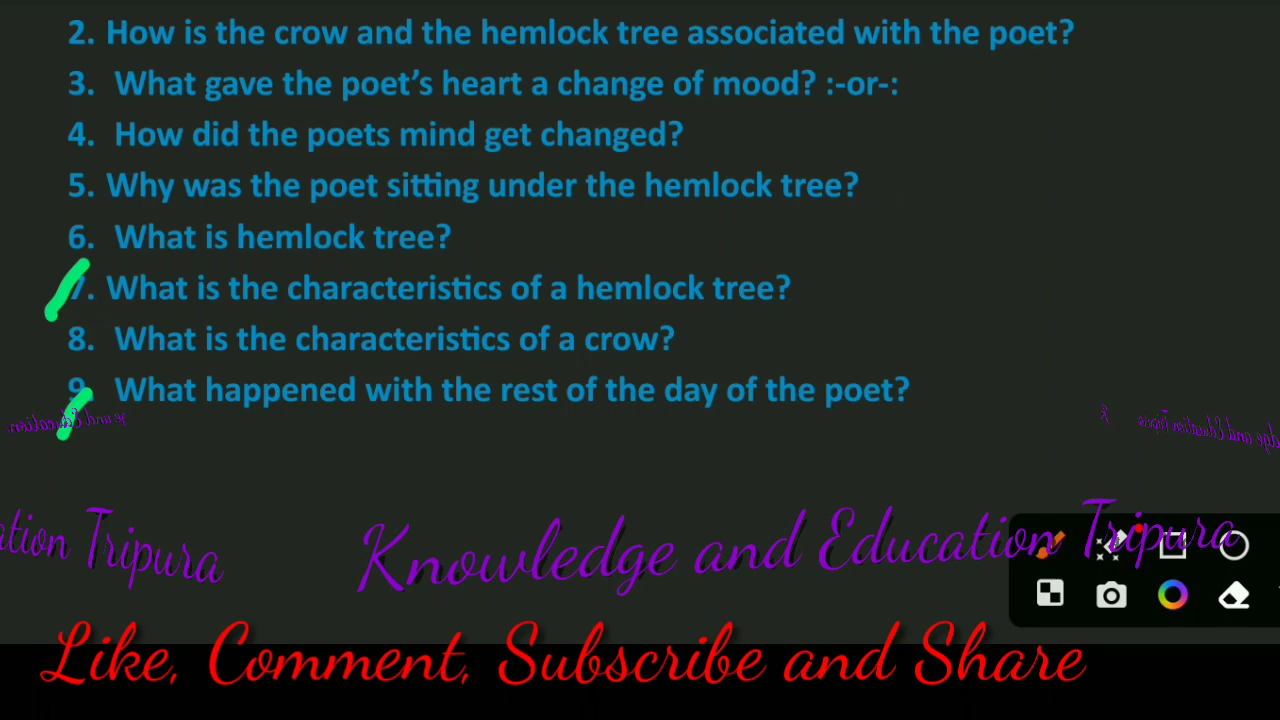 2. How is the crow and the hemlock tree associated with the poet?
3. What gave the poet’s heart a change of mood? :-or-:
4. How did the poets mind get changed?
5. Why was the poet sitting under the hemlock tree?
6. What is hemlock tree?
7. What is the characteristics of a hemlock tree?
8. What is the characteristics of a crow?
9. What happened with the rest of the day of the poet?
ation Tripura
Knowledge and Education Tripura
Like, Comment, Subscribe and Share